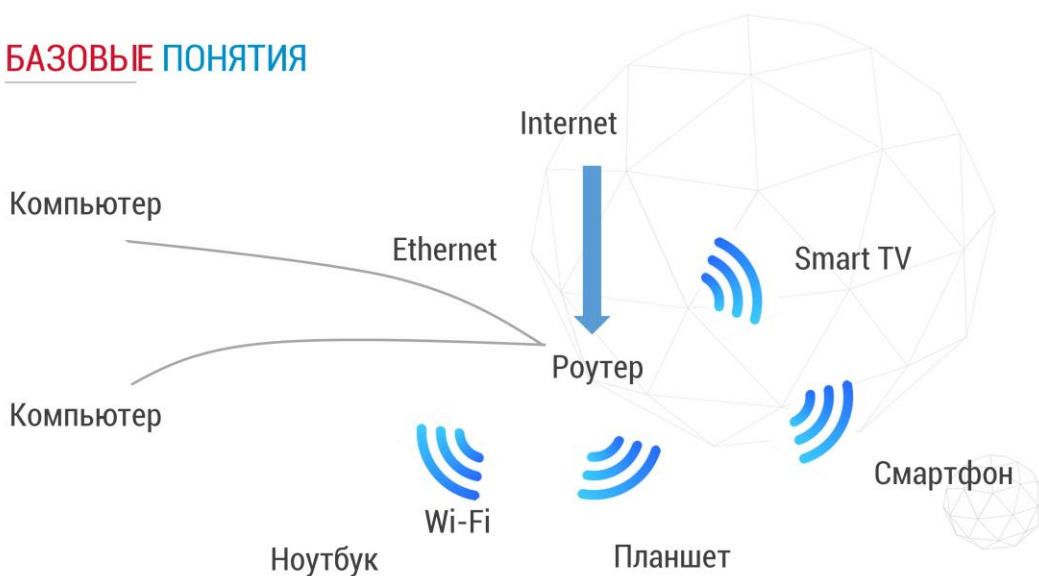 БАЗОВЫЕ ПОНЯТИЯ
Internet
Компьютер
Ethernet
Smart TV
Роутер
Компьютер
Смартфон
Wi-Fi
Ноутбук
Планшет